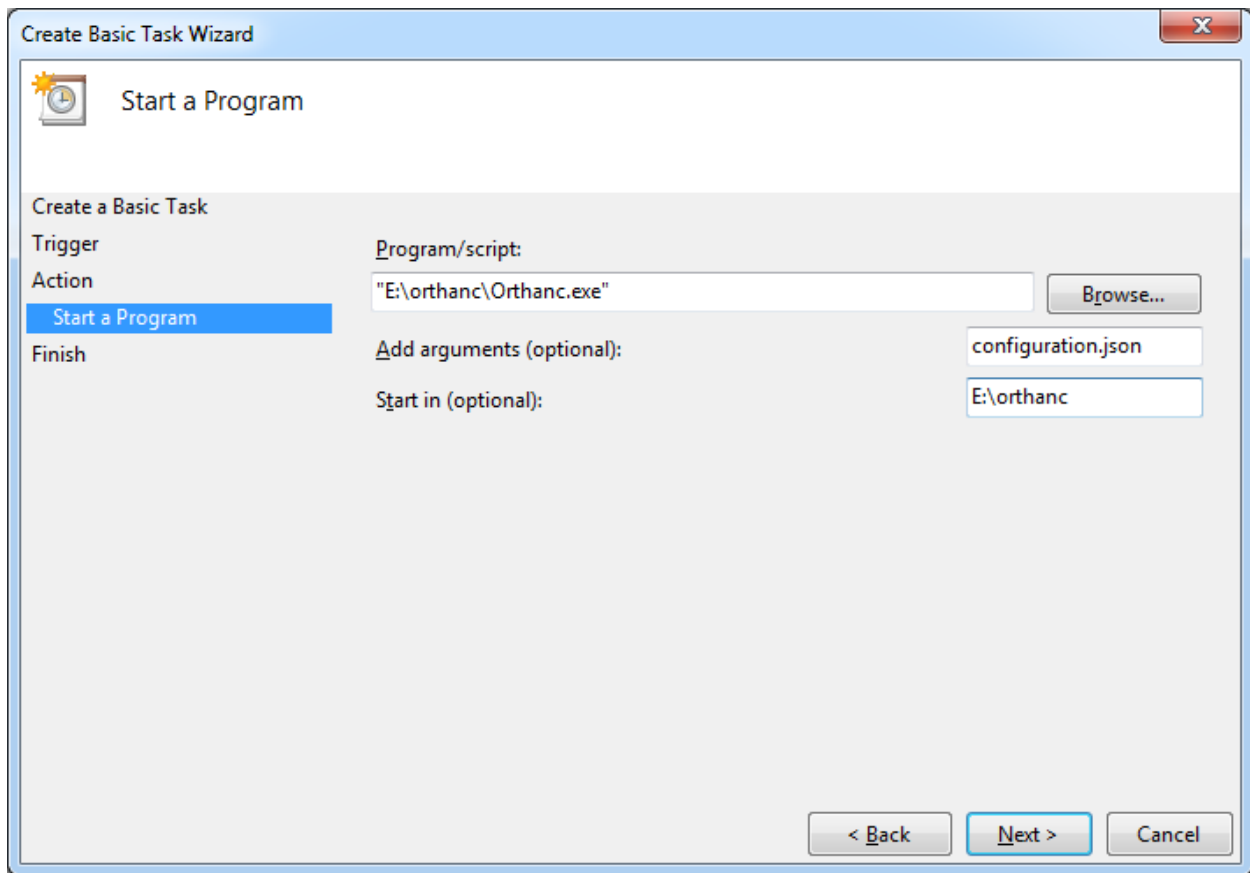 Create Basic Task Wizard
Start a Program
Create a Basic Task
Trigger
Action
Start a Program
Finish
Program/script:
"E:\orthanc\Orthanc.exe"
Browse...
Add arguments (optional):
configuration.json
Start in (optional):
E:\orthanc
< Back
Next >
Cancel